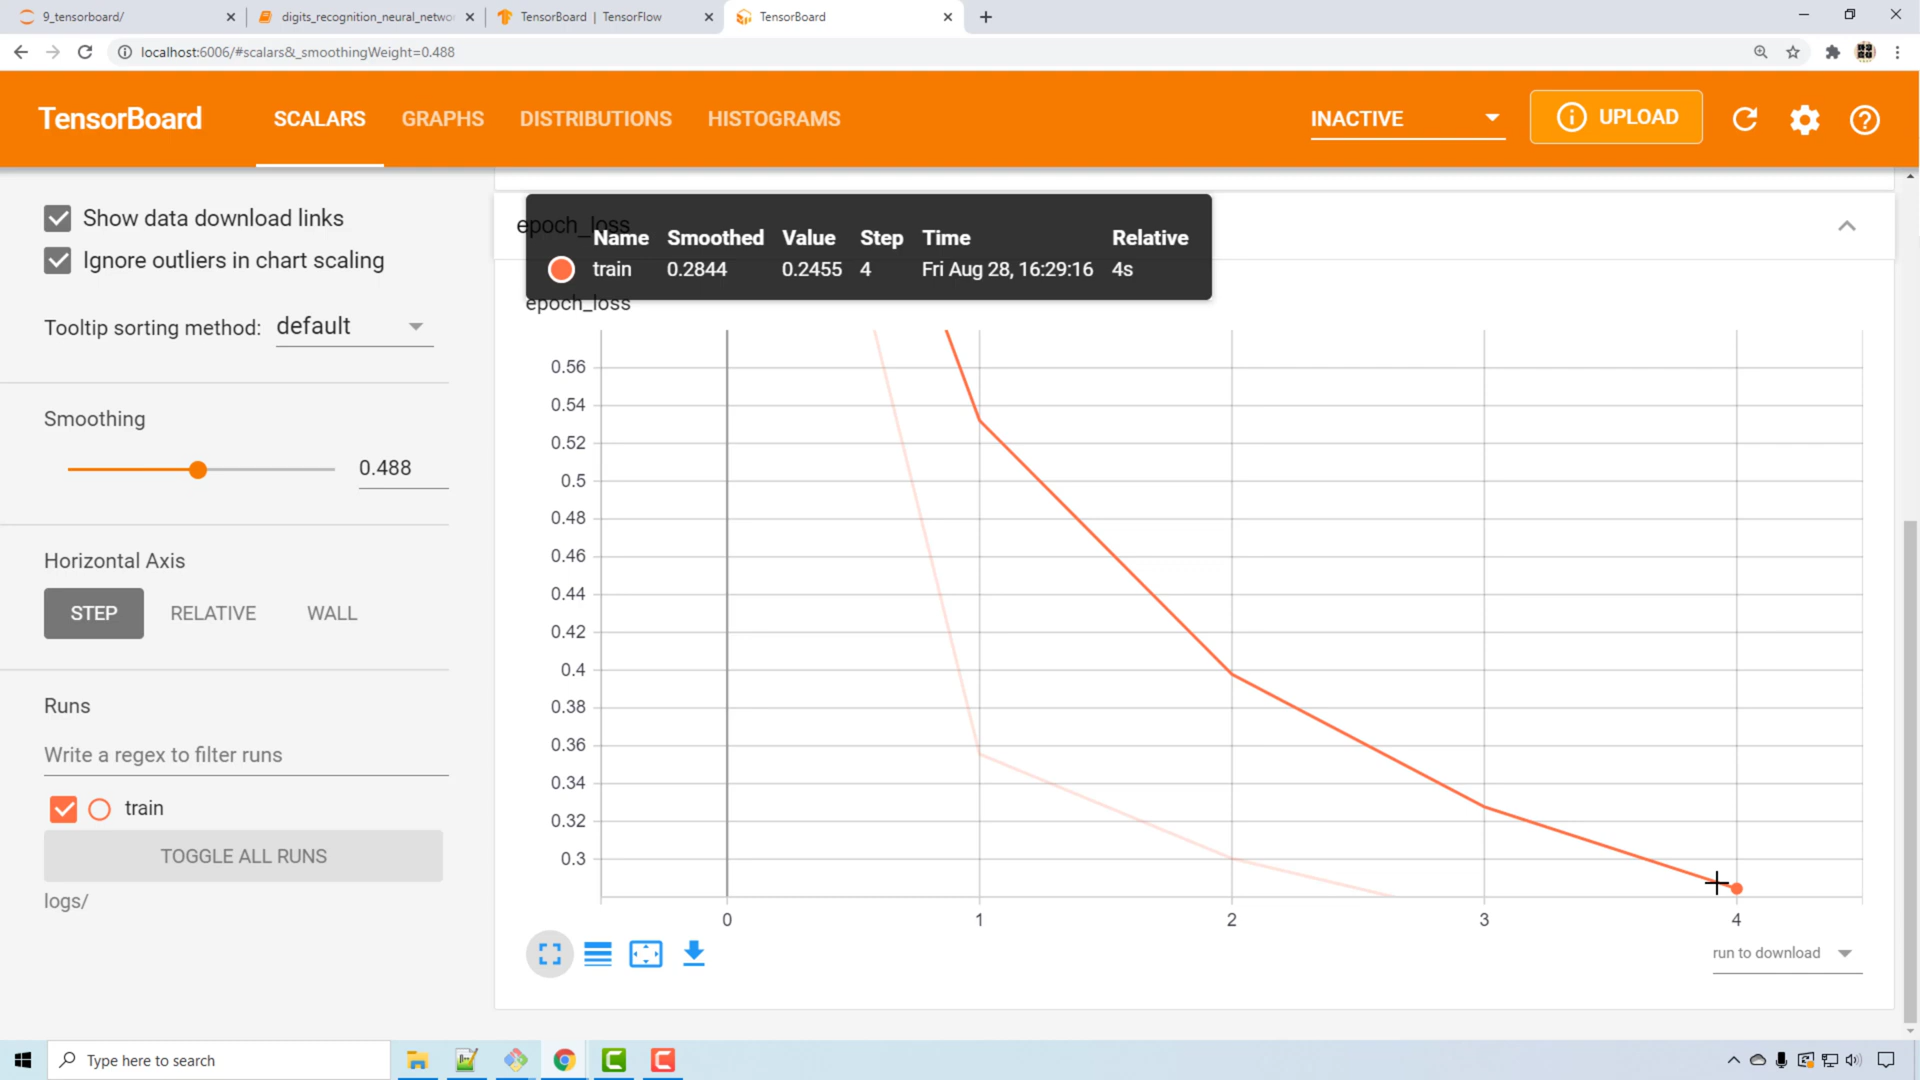 9_tensorboard/
digits_recognition_neural_netwo
TensorBoard | TensorFlow
TensorBoard
localhost:6006/#scalars&_smoothingWeight=0.488
TensorBoard
SCALARS
GRAPHS
DISTRIBUTIONS
HISTOGRAMS
INACTIVE
UPLOAD
Show data download links
Ignore outliers in chart scaling
Tooltip sorting method: default
Smoothing
0.488
Horizontal Axis
STEP
RELATIVE
WALL
Runs
Write a regex to filter runs
train
TOGGLE ALL RUNS
logs/
epoch_loss
Name Smoothed Value Step Time Relative
train 0.2844 0.2455 4 Fri Aug 28, 16:29:16 4s
epoch_loss
0.56
0.54
0.52
0.5
0.48
0.46
0.44
0.42
0.4
0.38
0.36
0.34
0.32
0.3
0 1 2 3 4
run to download
Type here to search